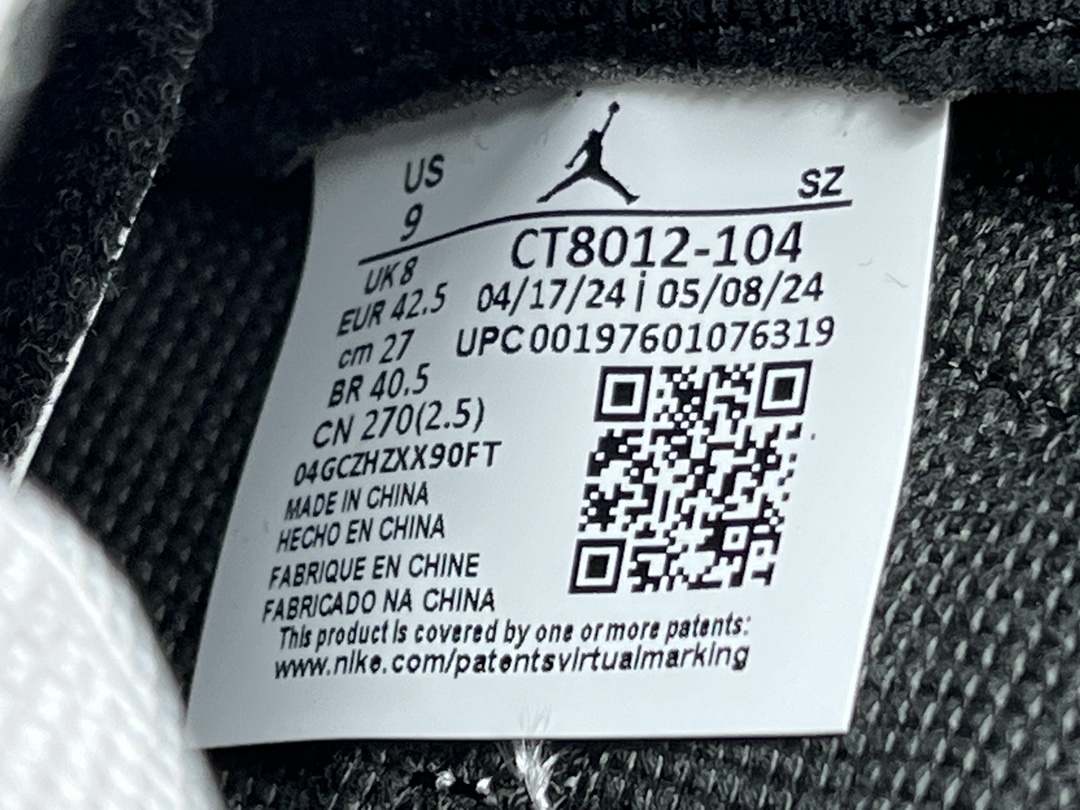 US
SZ
9
CT8012-104
UK 8
04/17/24 | 05/08/24
EUR 42.5
UPC 00197601076319
cm 27
BR 40.5
CN 270(2.5)
04GCZHZXX90FT
MADE IN CHINA
HECHO EN CHINA
FABRIQUE EN CHINE
FABRICADO NA CHINA
This product is covered by one or more patents:
www.nike.com/patentsvirtualmarking